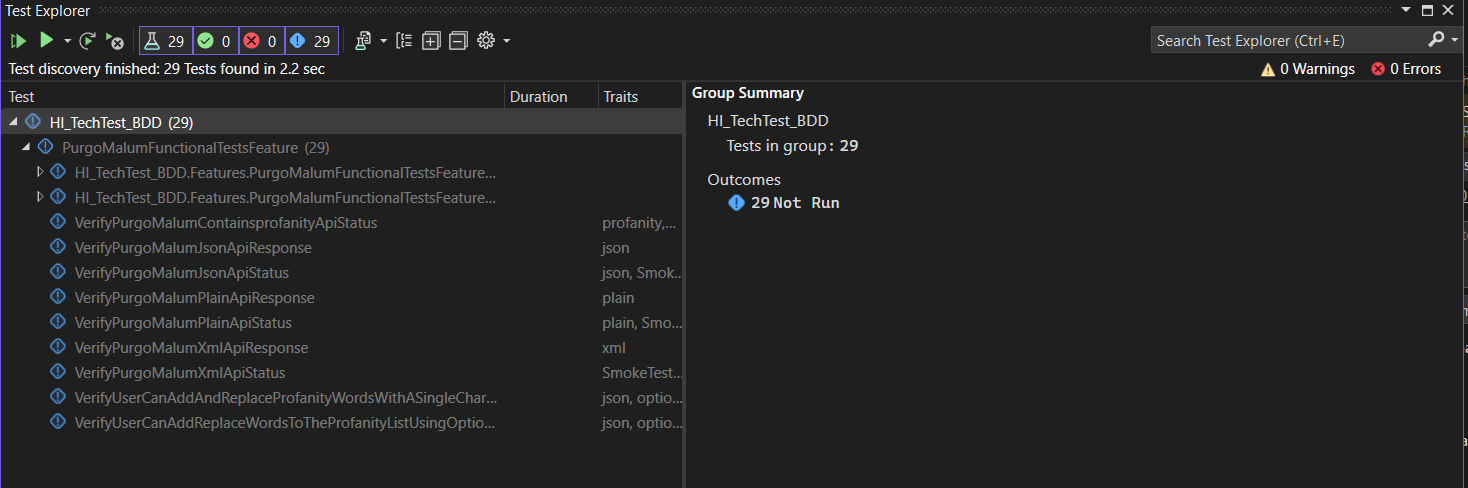 Test Explorer
29 0 0 29
Search Test Explorer (Ctrl+E)
Test discovery finished: 29 Tests found in 2.2 sec
0 Warnings 0 Errors
Test Duration Traits
HI_TechTest_BDD (29)
PurgoMalumFunctionalTestsFeature (29)
HI_TechTest_BDD.Features.PurgoMalumFunctionalTestsFeature...
HI_TechTest_BDD.Features.PurgoMalumFunctionalTestsFeature...
VerifyPurgoMalumContainsprofanityApiStatus profanity,...
VerifyPurgoMalumJsonApiResponse json
VerifyPurgoMalumJsonApiStatus json, Smok...
VerifyPurgoMalumPlainApiResponse plain
VerifyPurgoMalumPlainApiStatus plain, Smo...
VerifyPurgoMalumXmlApiResponse xml
VerifyPurgoMalumXmlApiStatus SmokeTest...
VerifyUserCanAddAndReplaceProfanityWordsWithASingleChar... json, optio...
VerifyUserCanAddReplaceWordsToTheProfanityListUsingOptio... json, optio...
Group Summary
HI_TechTest_BDD
Tests in group: 29
Outcomes
29 Not Run